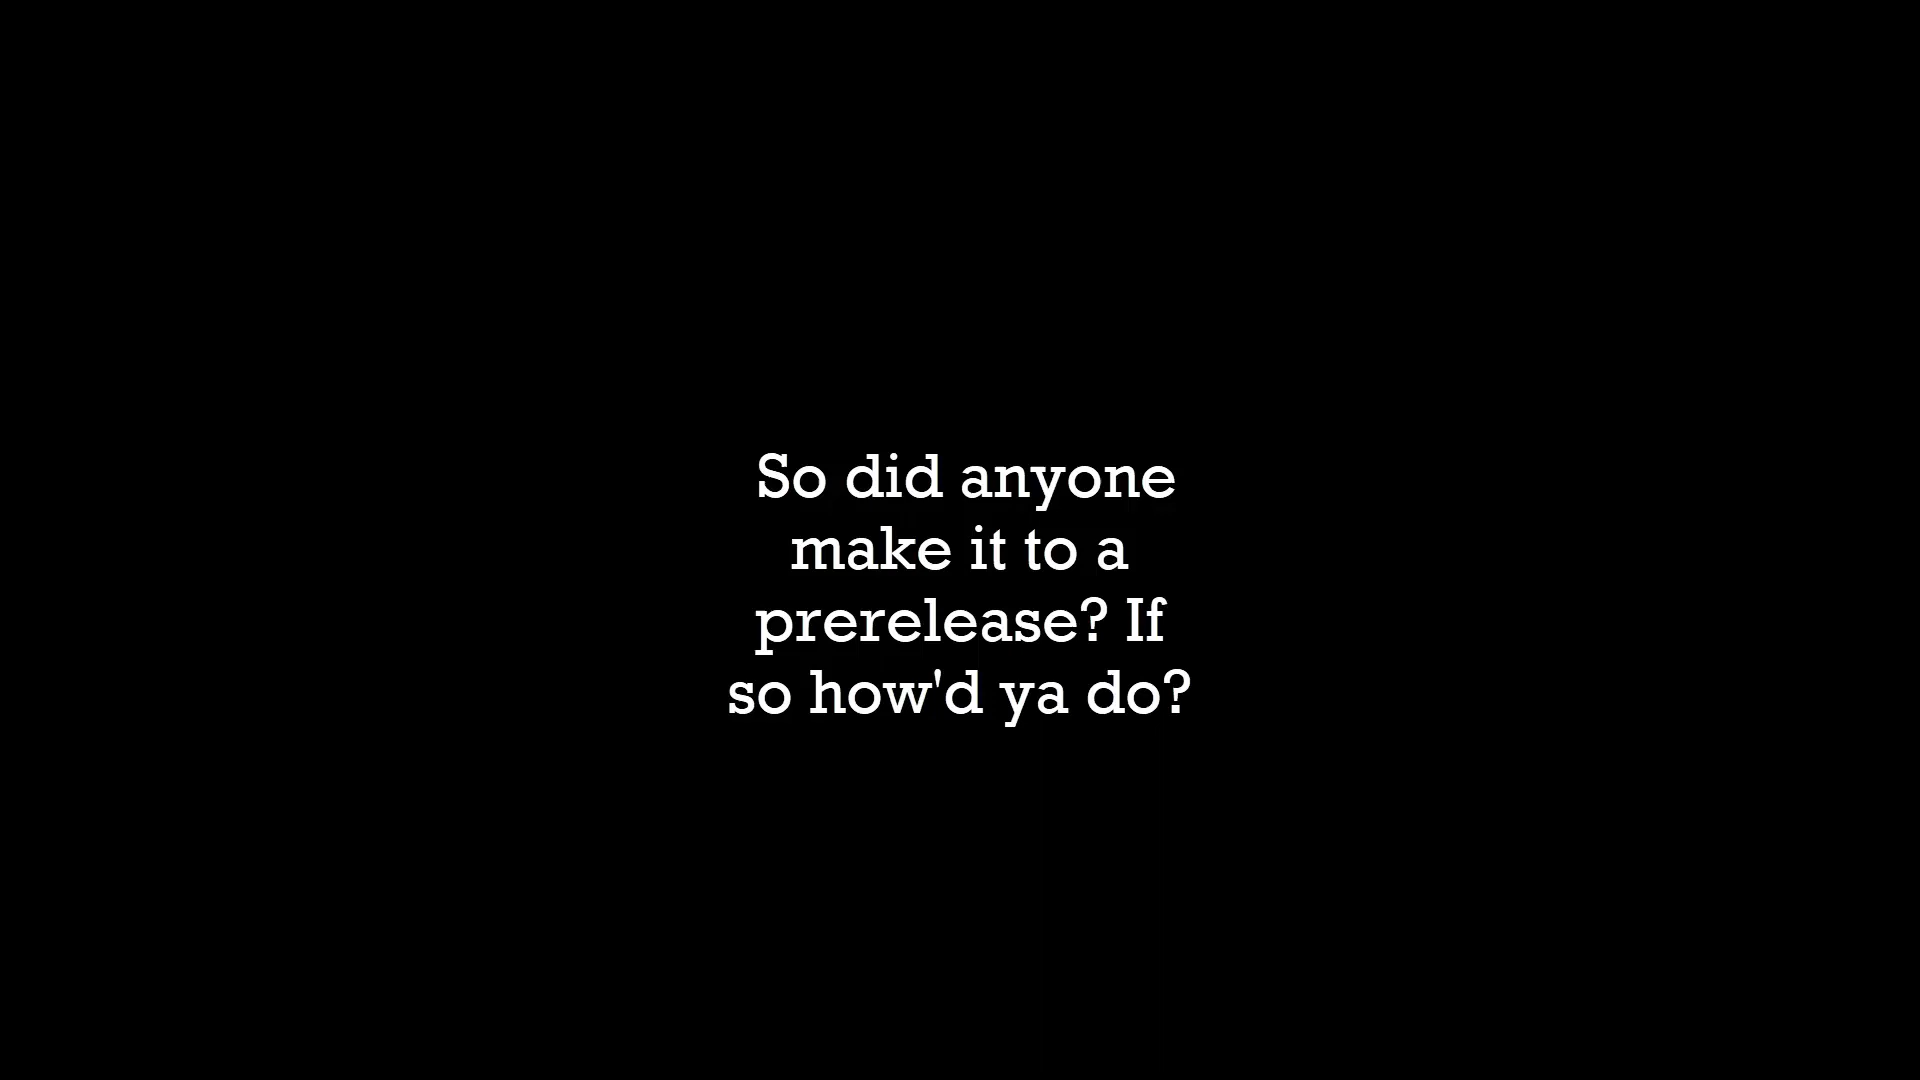 So did anyone
make it to a
prerelease? If
so how'd ya do?